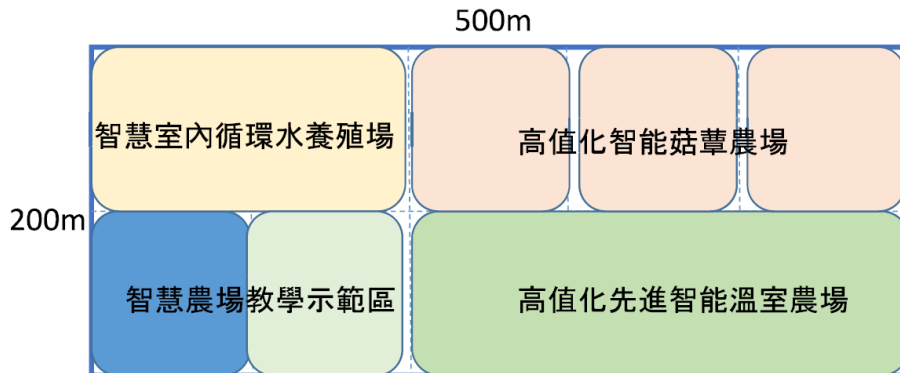 500m
智慧室內循環水養殖場
高值化智能菇蕈農場
200m
智慧農場教學示範區
高值化先進智能溫室農場